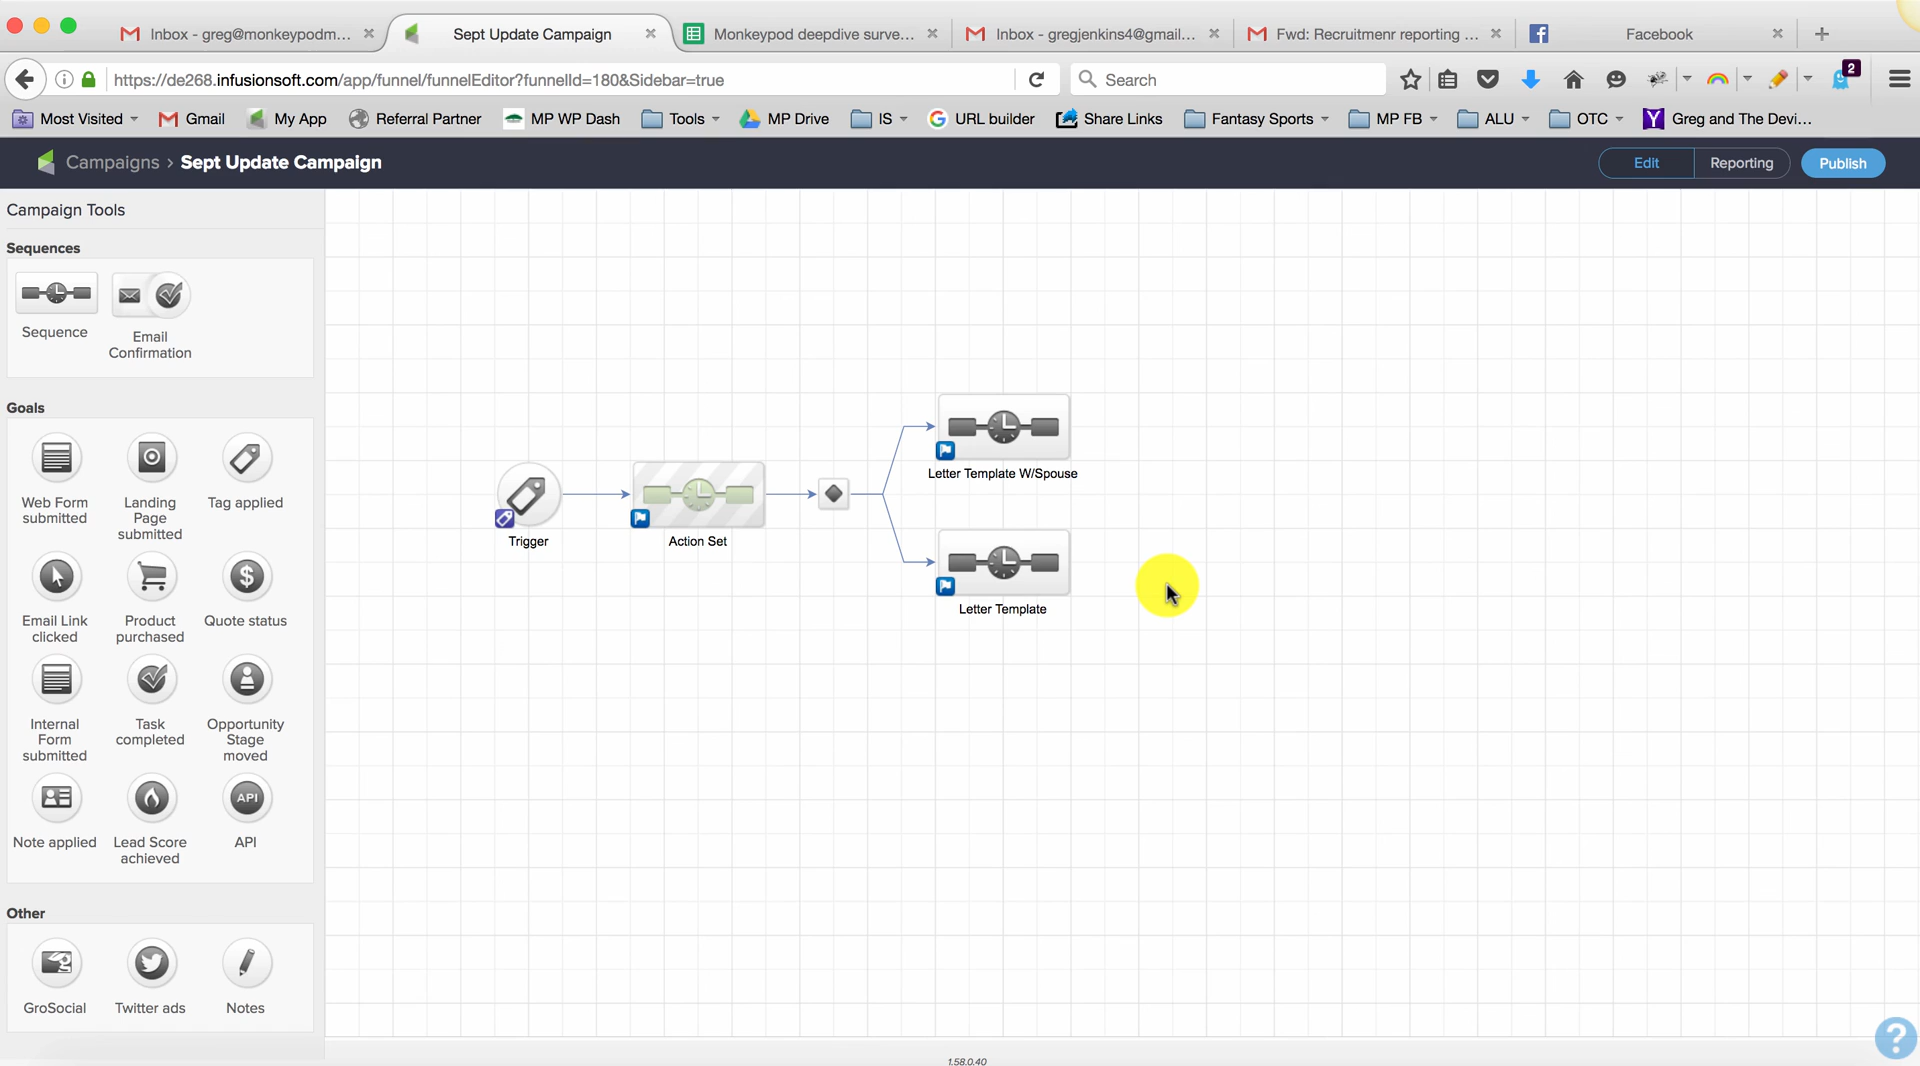 Inbox - greg@monkeypodm...
Sept Update Campaign
Monkeypod deepdive surve...
Inbox - gregjenkins4@gmail...
Fwd: Recruitmenr reporting ...
Facebook
https://de268.infusionsoft.com/app/funnel/funnelEditor?funnelId=180&Sidebar=true
Search
2
Most Visited
Gmail
My App
Referral Partner
MP WP Dash
Tools
MP Drive
IS
URL builder
Share Links
Fantasy Sports
MP FB
ALU
OTC
Greg and The Devi...
Campaigns › Sept Update Campaign
Edit
Reporting
Publish
Campaign Tools
Sequences
Sequence
Email
Confirmation
Goals
Web Form
submitted
Landing
Page
submitted
Tag applied
Email Link
clicked
Product
purchased
Quote status
Internal
Form
submitted
Task
completed
Opportunity
Stage
moved
Note applied
Lead Score
achieved
API
API
Other
GroSocial
Twitter ads
Notes
Trigger
Action Set
Letter Template W/Spouse
Letter Template
1.58.0.40
?